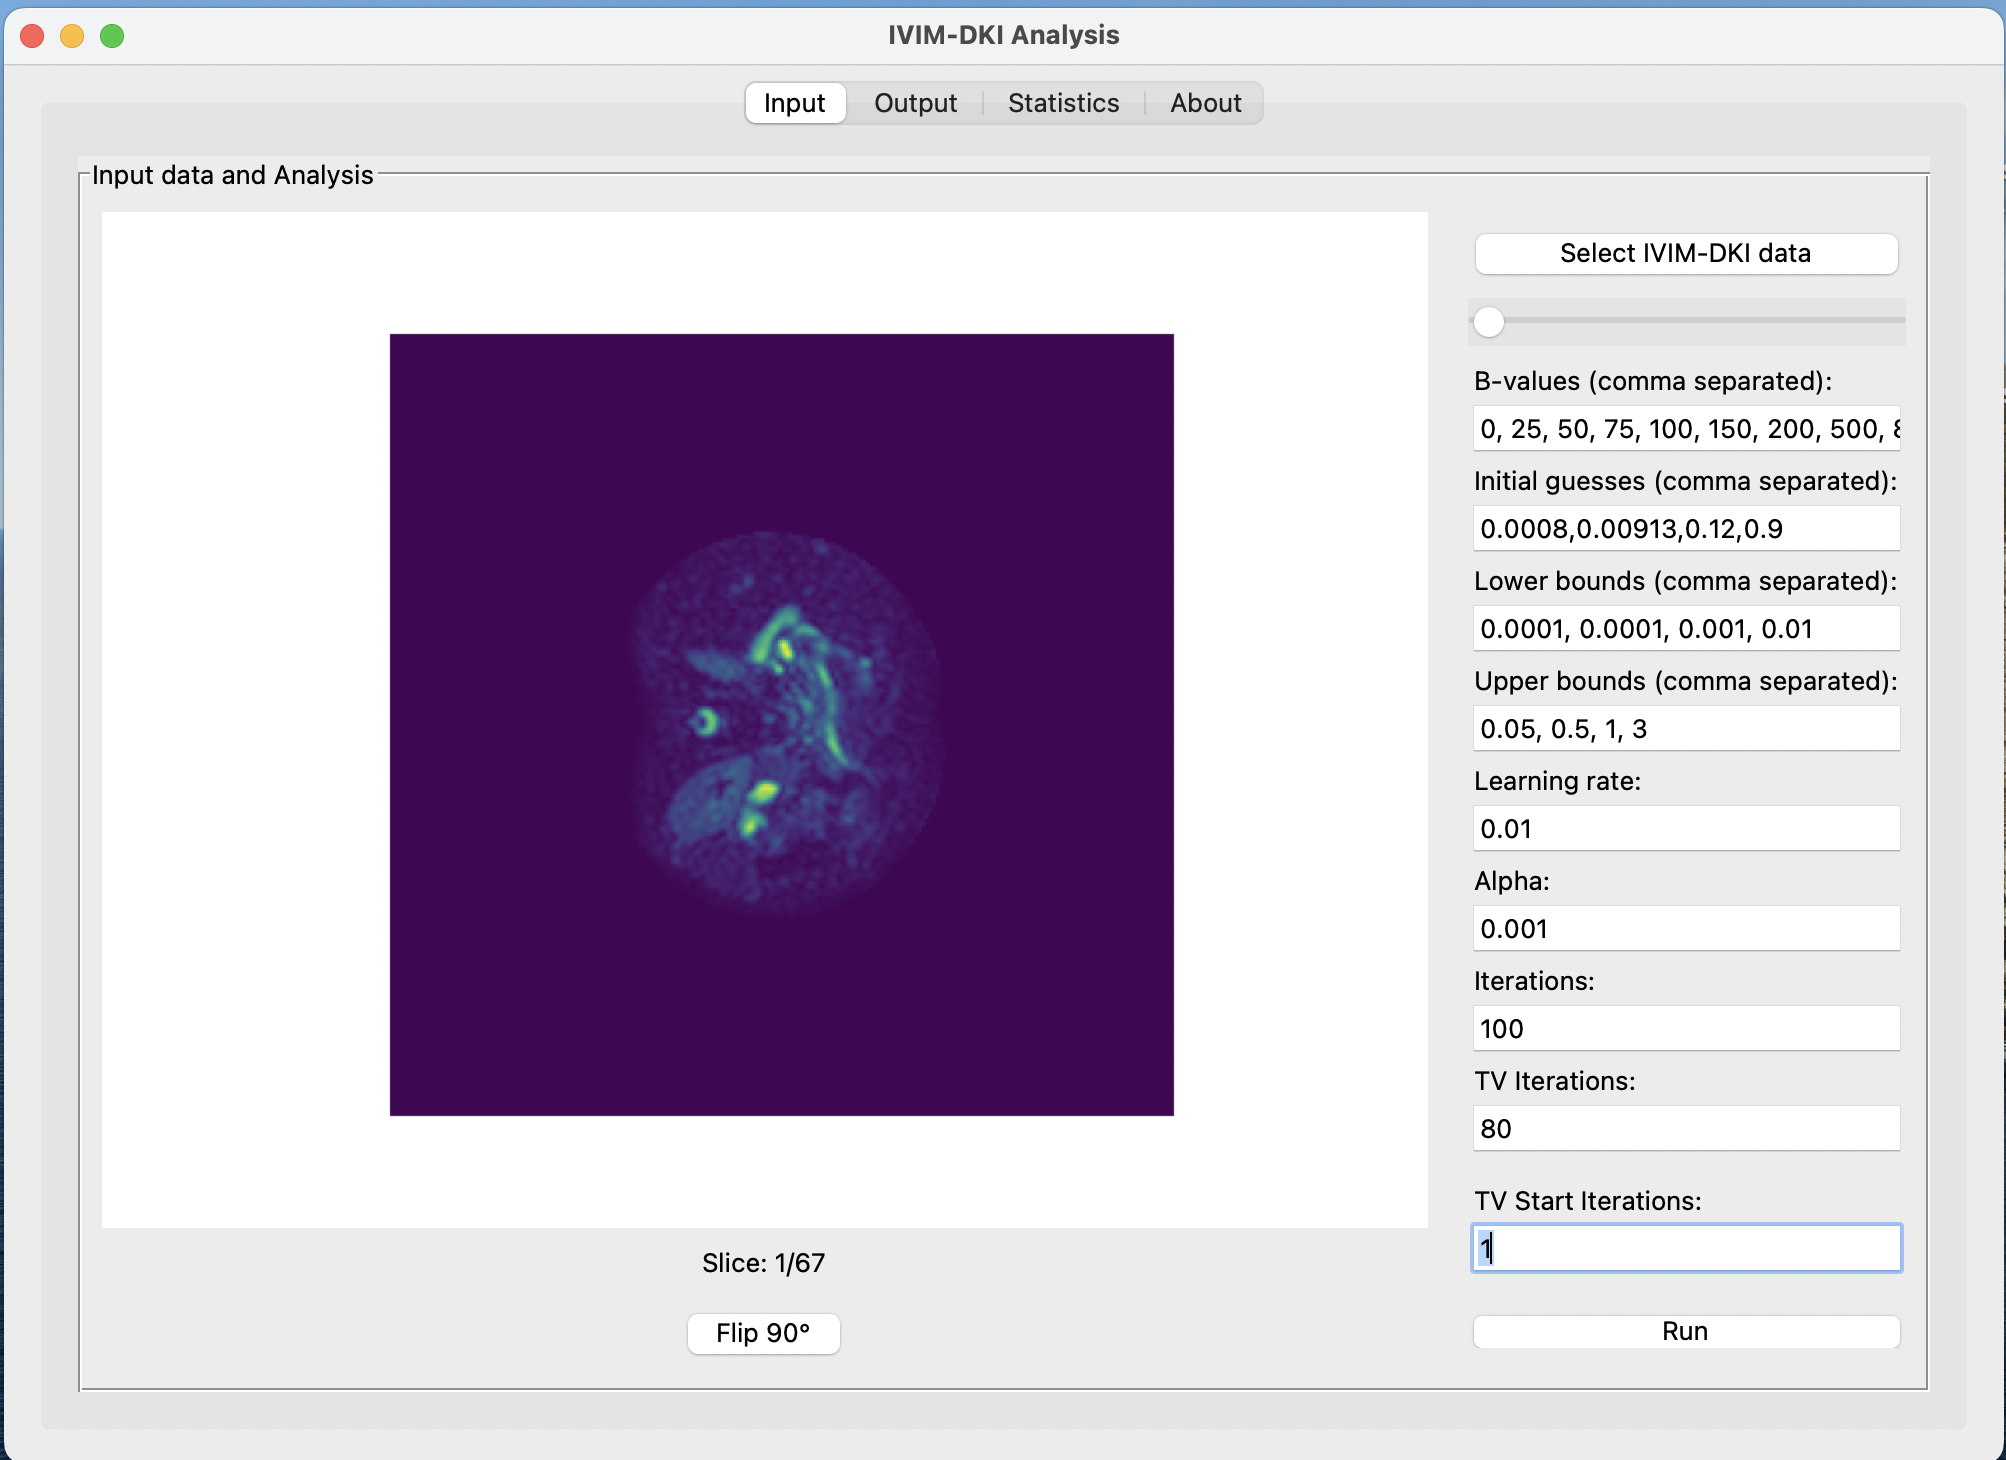 IVIM-DKI Analysis
Input Output Statistics About
Input data and Analysis
Select IVIM-DKI data
B-values (comma separated):
0, 25, 50, 75, 100, 150, 200, 500,
Initial guesses (comma separated):
0.0008,0.00913,0.12,0.9
Lower bounds (comma separated):
0.0001, 0.0001, 0.001, 0.01
Upper bounds (comma separated):
0.05, 0.5, 1, 3
Learning rate:
0.01
Alpha:
0.001
Iterations:
100
TV Iterations:
80
TV Start Iterations:
1
Slice: 1/67
Flip 90°
Run